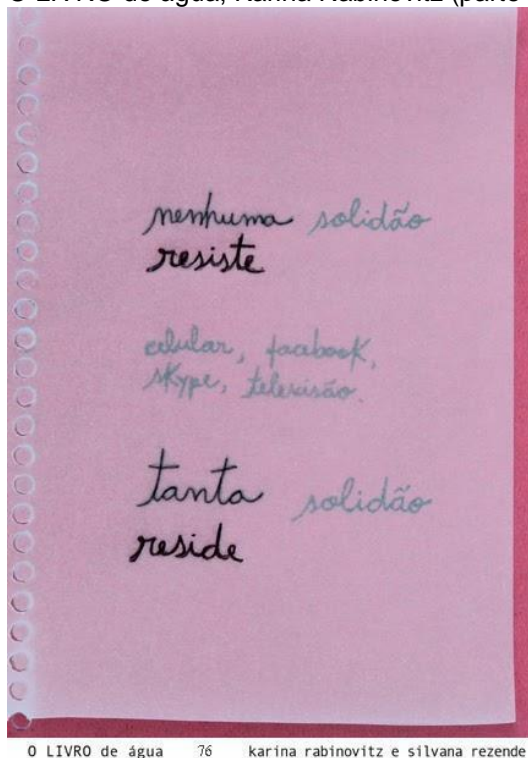 O LIVRO de água, Karina Rabinovitz (parte
nenhuma solidão
resiste
celular, facebook,
skype, televisão.
tanta solidão
reside
O LIVRO de água 76 karina rabinovitz e silvana rezende